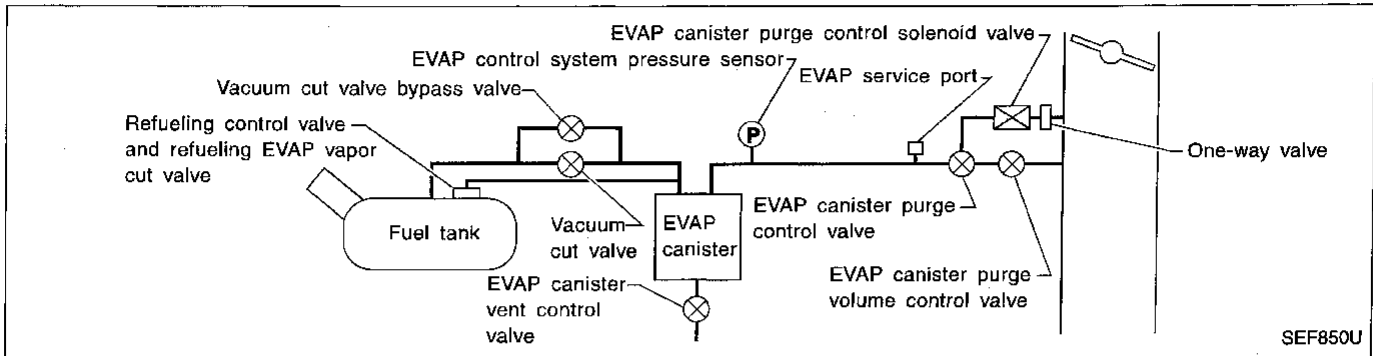 EVAP canister purge control solenoid valve
EVAP control system pressure sensor
EVAP service port
Vacuum cut valve bypass valve
Refueling control valve
and refueling EVAP vapor
cut valve
P
One-way valve
Fuel tank
Vacuum
cut valve
EVAP
canister
EVAP canister purge
control valve
EVAP canister
vent control
valve
EVAP canister purge
volume control valve
SEF850U